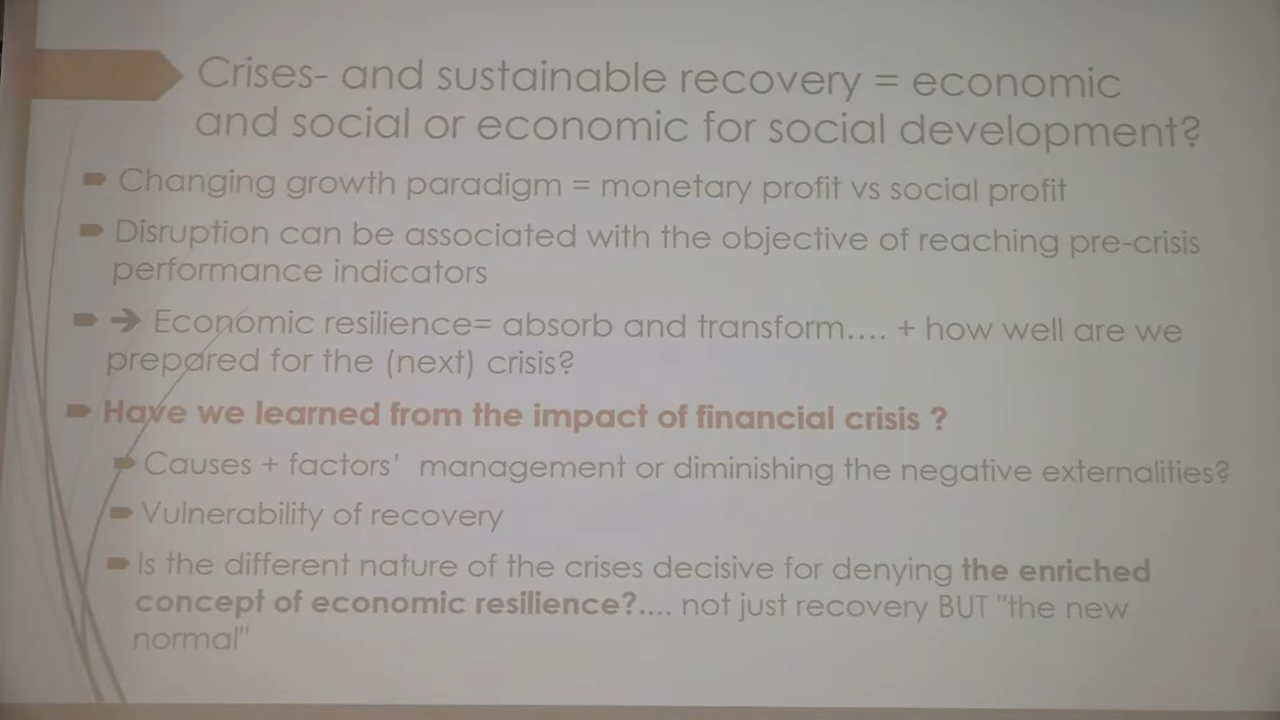 Crises- and sustainable recovery = economic
and social or economic for social development?
Changing growth paradigm = monetary profit vs social profit
Disruption can be associated with the objective of reaching pre-crisis
performance indicators
➔ Economic resilience= absorb and transform.... + how well are we
prepared for the (next) crisis?
Have we learned from the impact of financial crisis ?
Causes + factors' management or diminishing the negative externalities?
Vulnerability of recovery
Is the different nature of the crises decisive for denying the enriched
concept of economic resilience?.... not just recovery BUT "the new
normal"